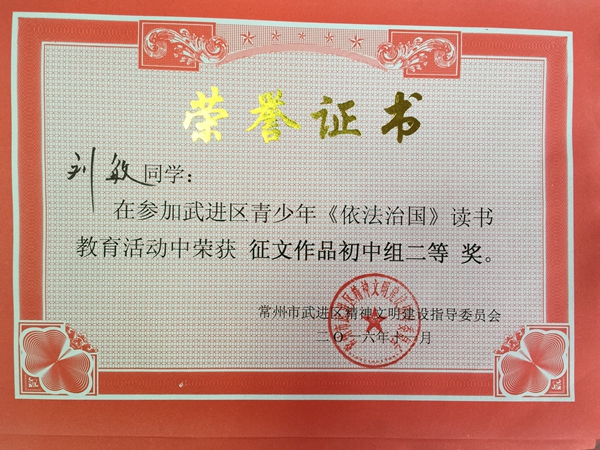 荣誉证书
刘敏同学：
在参加武进区青少年《依法治国》读书
教育活动中荣获 征文作品初中组二等 奖。
常州市武进区精神文明建设指导委员会
二〇一六年 月